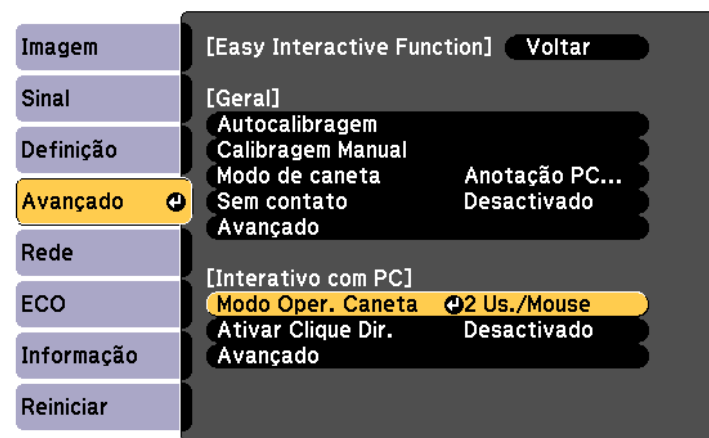 Imagem
Sinal
Definição
Avançado
Rede
ECO
Informação
Reiniciar
[Easy Interactive Function] Voltar
[Geral]
Autocalibragem
Calibragem Manual
Modo de caneta Anotação PC...
Sem contato Desactivado
Avançado
[Interativo com PC]
Modo Oper. Caneta 2 Us./Mouse
Ativar Clique Dir. Desactivado
Avançado